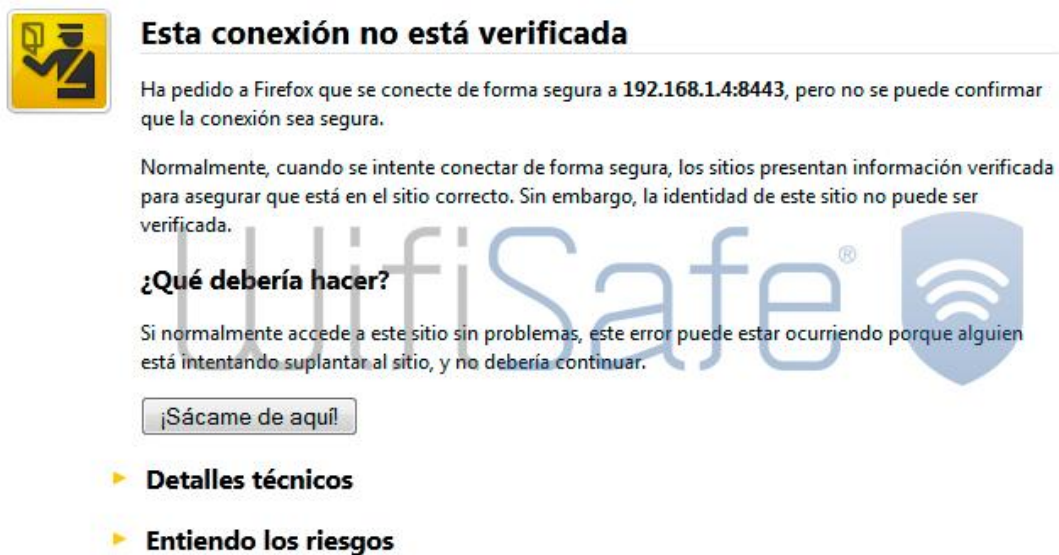 Esta conexión no está verificada
Ha pedido a Firefox que se conecte de forma segura a 192.168.1.4:8443, pero no se puede confirmar
que la conexión sea segura.
Normalmente, cuando se intente conectar de forma segura, los sitios presentan información verificada
para asegurar que está en el sitio correcto. Sin embargo, la identidad de este sitio no puede ser
verificada.
WifiSafe®
¿Qué debería hacer?
Si normalmente accede a este sitio sin problemas, este error puede estar ocurriendo porque alguien
está intentando suplantar al sitio, y no debería continuar.
¡Sácame de aquí!
Detalles técnicos
Entiendo los riesgos